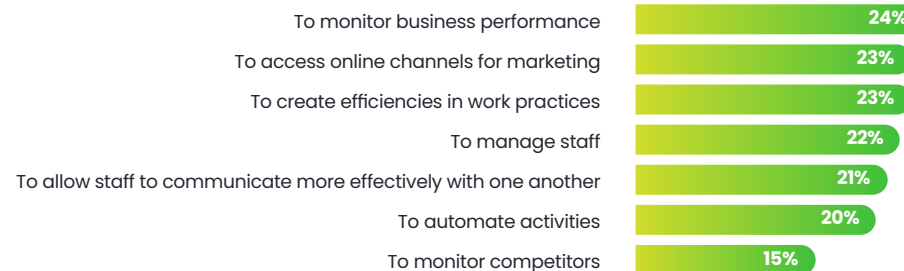 To monitor business performance 24%
To access online channels for marketing 23%
To create efficiencies in work practices 23%
To manage staff 22%
To allow staff to communicate more effectively with one another 21%
To automate activities 20%
To monitor competitors 15%